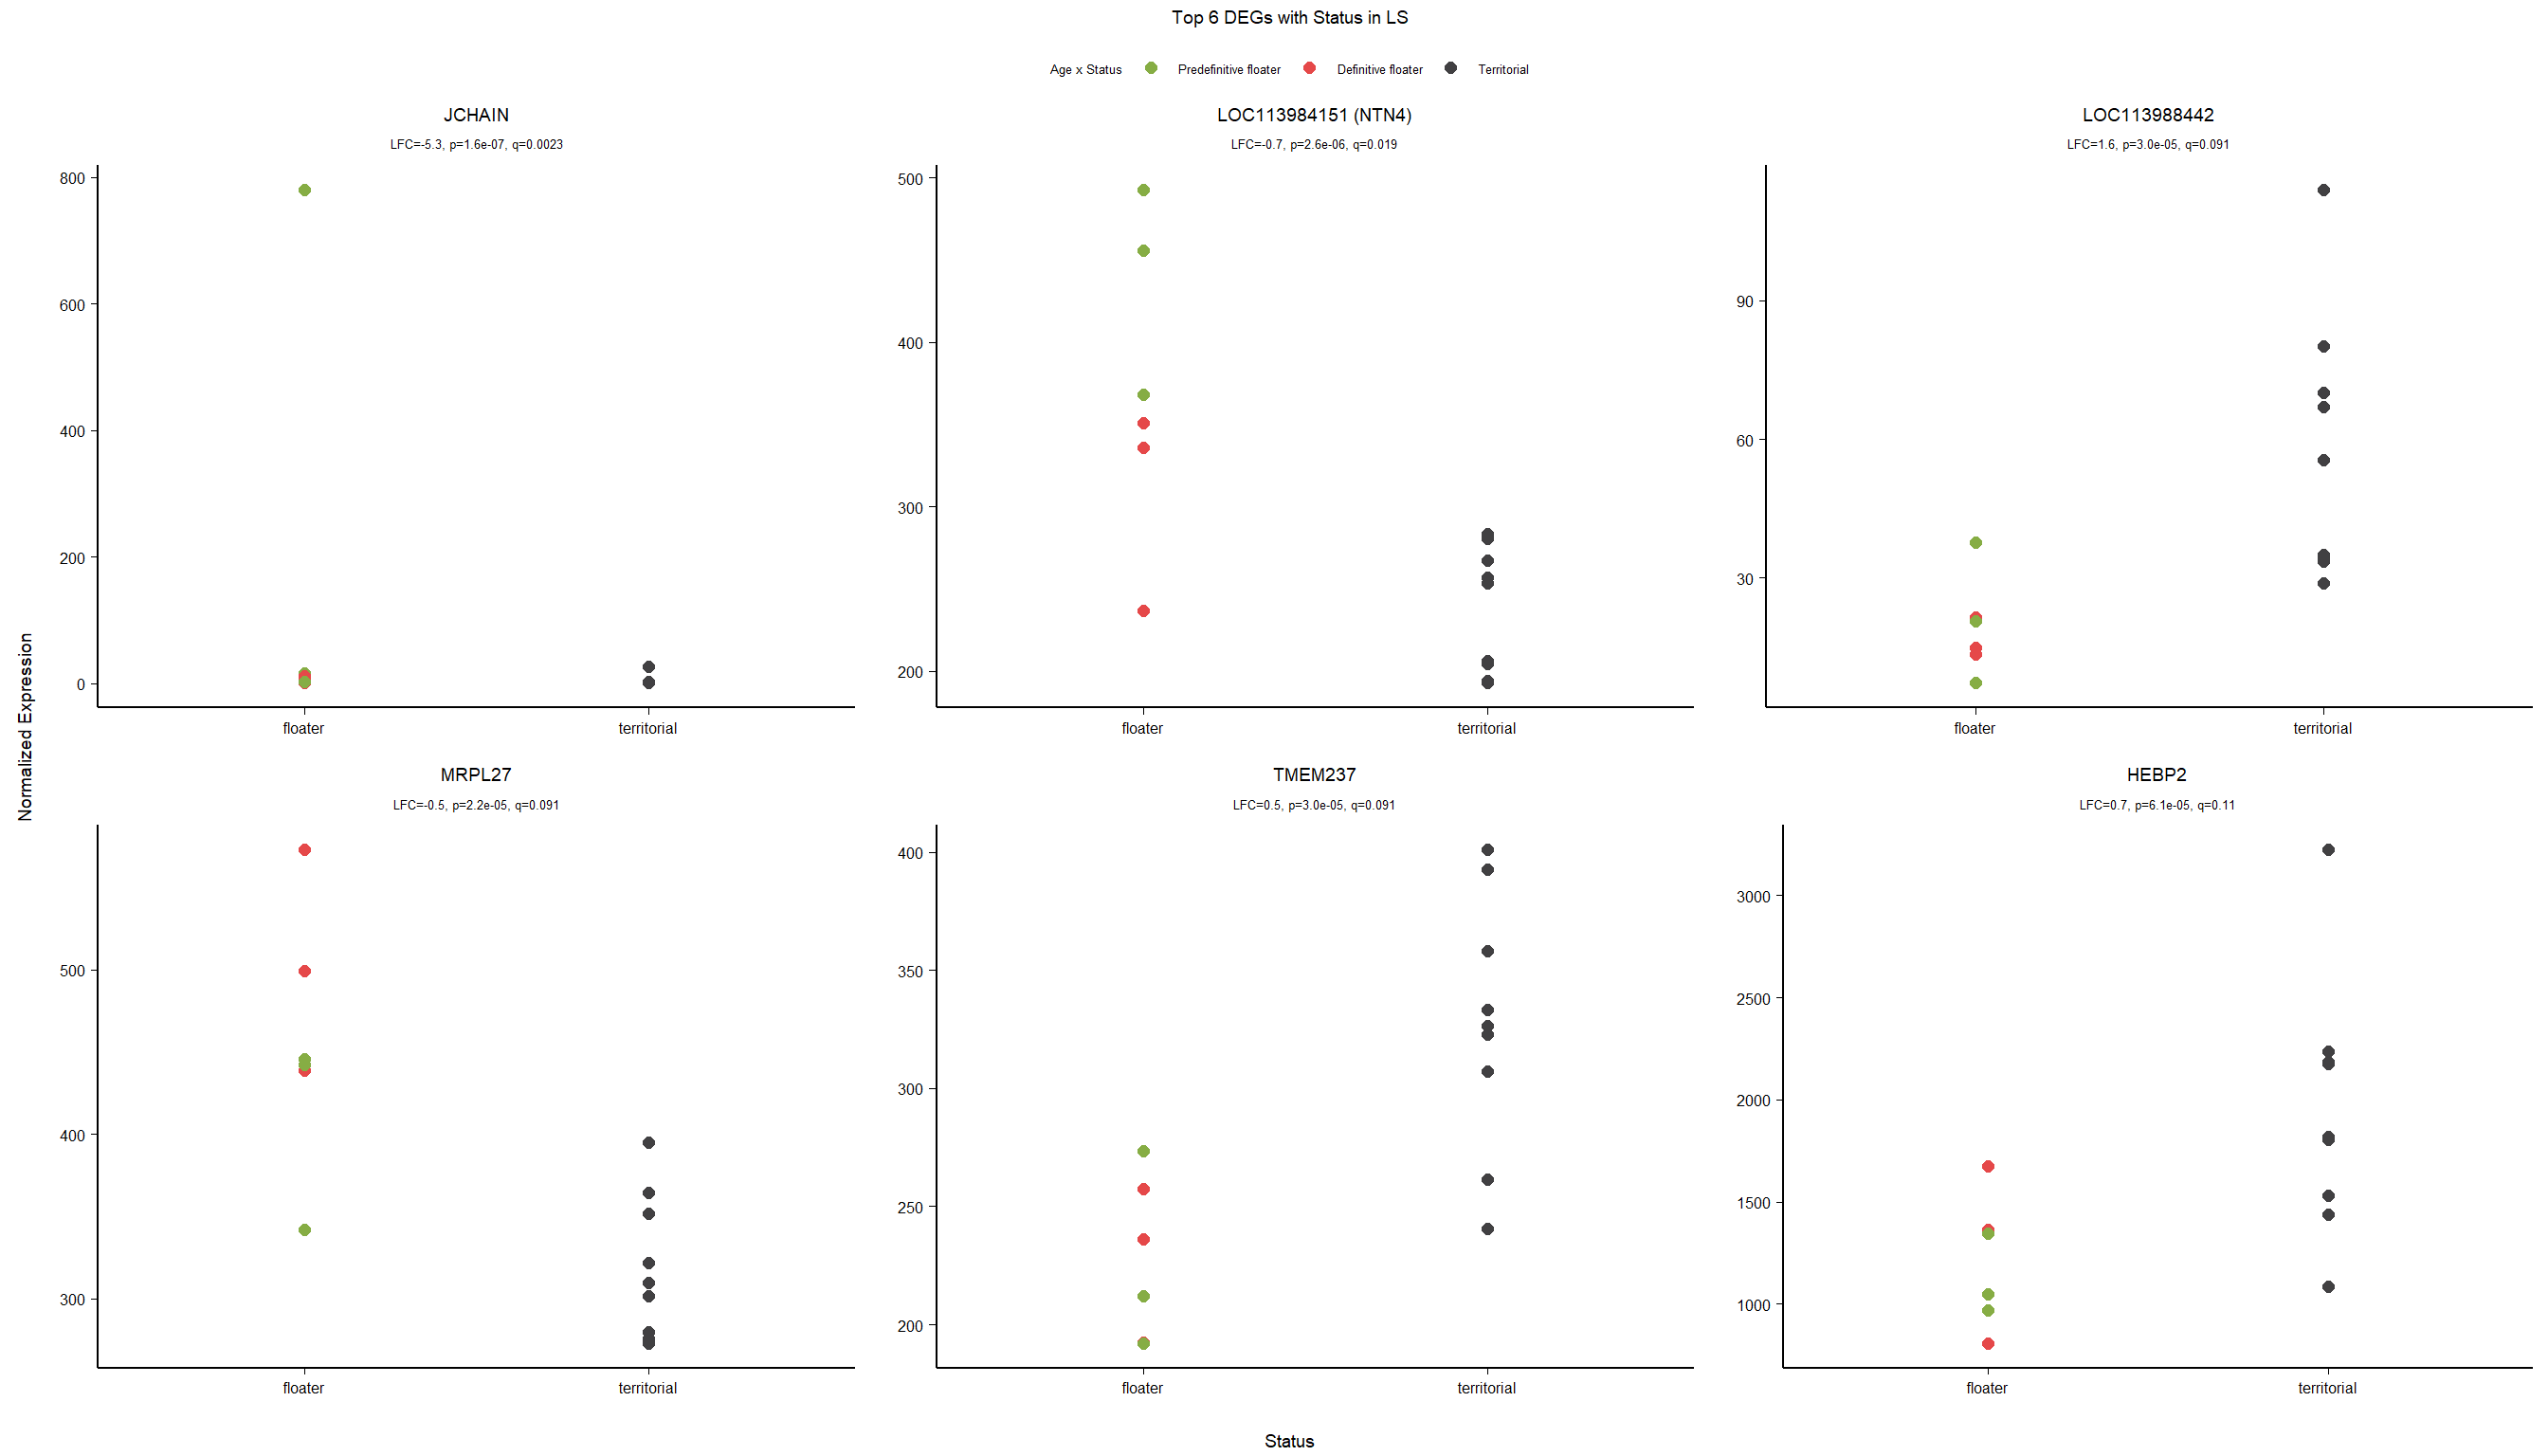 Top 6 DEGs with Status in LS
Age x Status Predefinitive floater Definitive floater Territorial
JCHAIN
LFC=-5.3, p=1.6e-07, q=0.0023
800
600
400
200
0
floater territorial
LOC113984151 (NTN4)
LFC=-0.7, p=2.6e-06, q=0.019
500
400
300
200
floater territorial
LOC113988442
LFC=1.6, p=3.0e-05, q=0.091
90
60
30
floater territorial
Normalized Expression
MRPL27
LFC=-0.5, p=2.2e-05, q=0.091
500
400
300
floater territorial
TMEM237
LFC=0.5, p=3.0e-05, q=0.091
400
350
300
250
200
floater territorial
HEBP2
LFC=0.7, p=6.1e-05, q=0.11
3000
2500
2000
1500
1000
floater territorial
Status